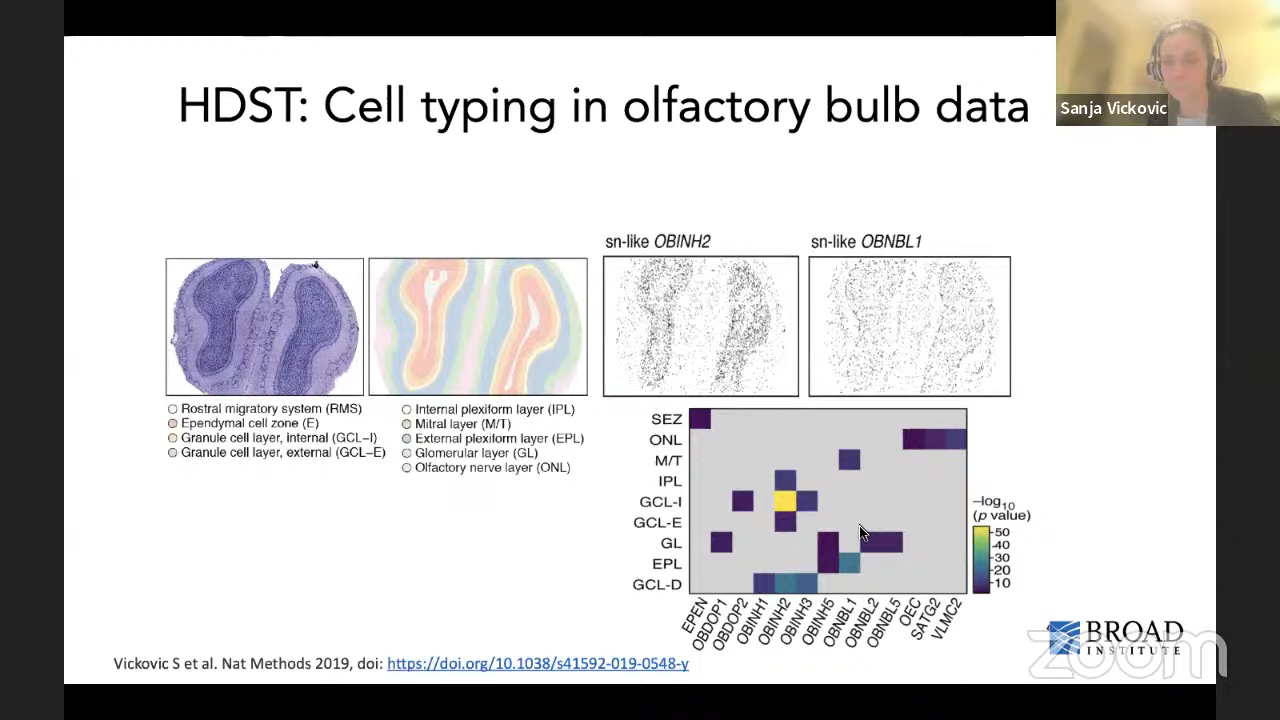 Sanja Vickovic
HDST: Cell typing in olfactory bulb data
sn-like OBINH2
sn-like OBNBL1
Rostral migratory system (RMS)
Ependymal cell zone (E)
Granule cell layer, internal (GCL–I)
Granule cell layer, external (GCL–E)
Internal plexiform layer (IPL)
Mitral layer (M/T)
External plexiform layer (EPL)
Glomerular layer (GL)
Olfactory nerve layer (ONL)
SEZ
ONL
M/T
IPL
GCL-I
GCL-E
GL
EPL
GCL-D
EPEN
OBDOP1
OBDOP2
OBINH1
OBINH2
OBINH3
OBINH5
OBNBL1
OBNBL2
OBNBL5
OEC
SATG2
VLMC2
–log10
(p value)
50
40
30
20
10
BROAD
INSTITUTE
zoom
Vickovic S et al. Nat Methods 2019, doi: https://doi.org/10.1038/s41592-019-0548-y